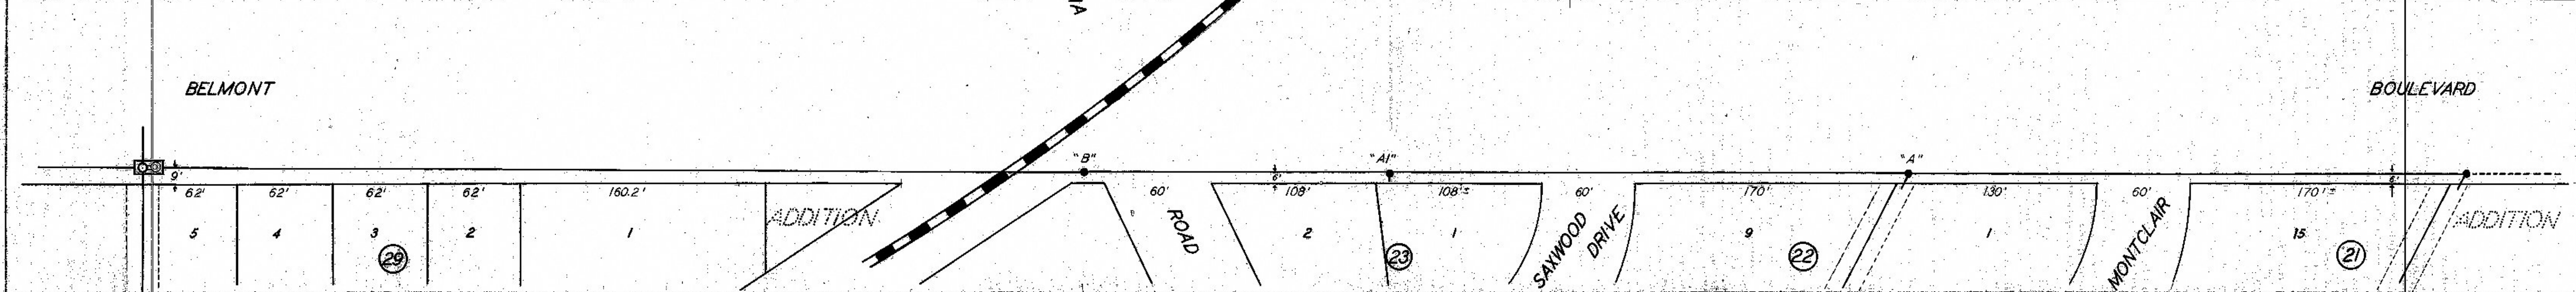 IA
BELMONT
BOULEVARD
"B"
"A1"
"A"
9'
6'
6'
62'
62'
62'
62'
160.2'
60'
108'
108'±
60'
170'
130'
60'
170'±
ADDITION
ROAD
SAXWOOD
DRIVE
MONTCLAIR
ADDITION
5
4
3
2
1
2
1
9
1
15
29
23
22
21